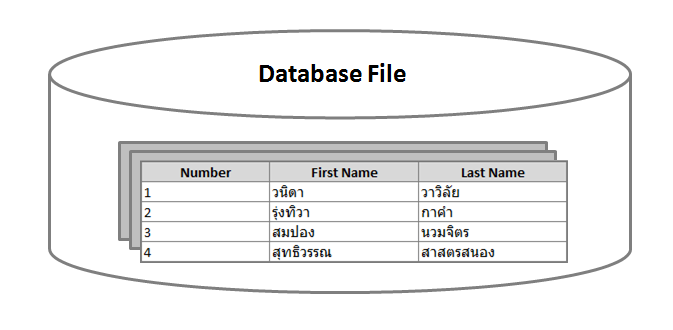 Database File
Number First Name Last Name
1 วนิดา วาวิลัย
2 รุ่งทิวา กาคำ
3 สมปอง นวมจิตร
4 สุทธิวรรณ สาสตรสนอง